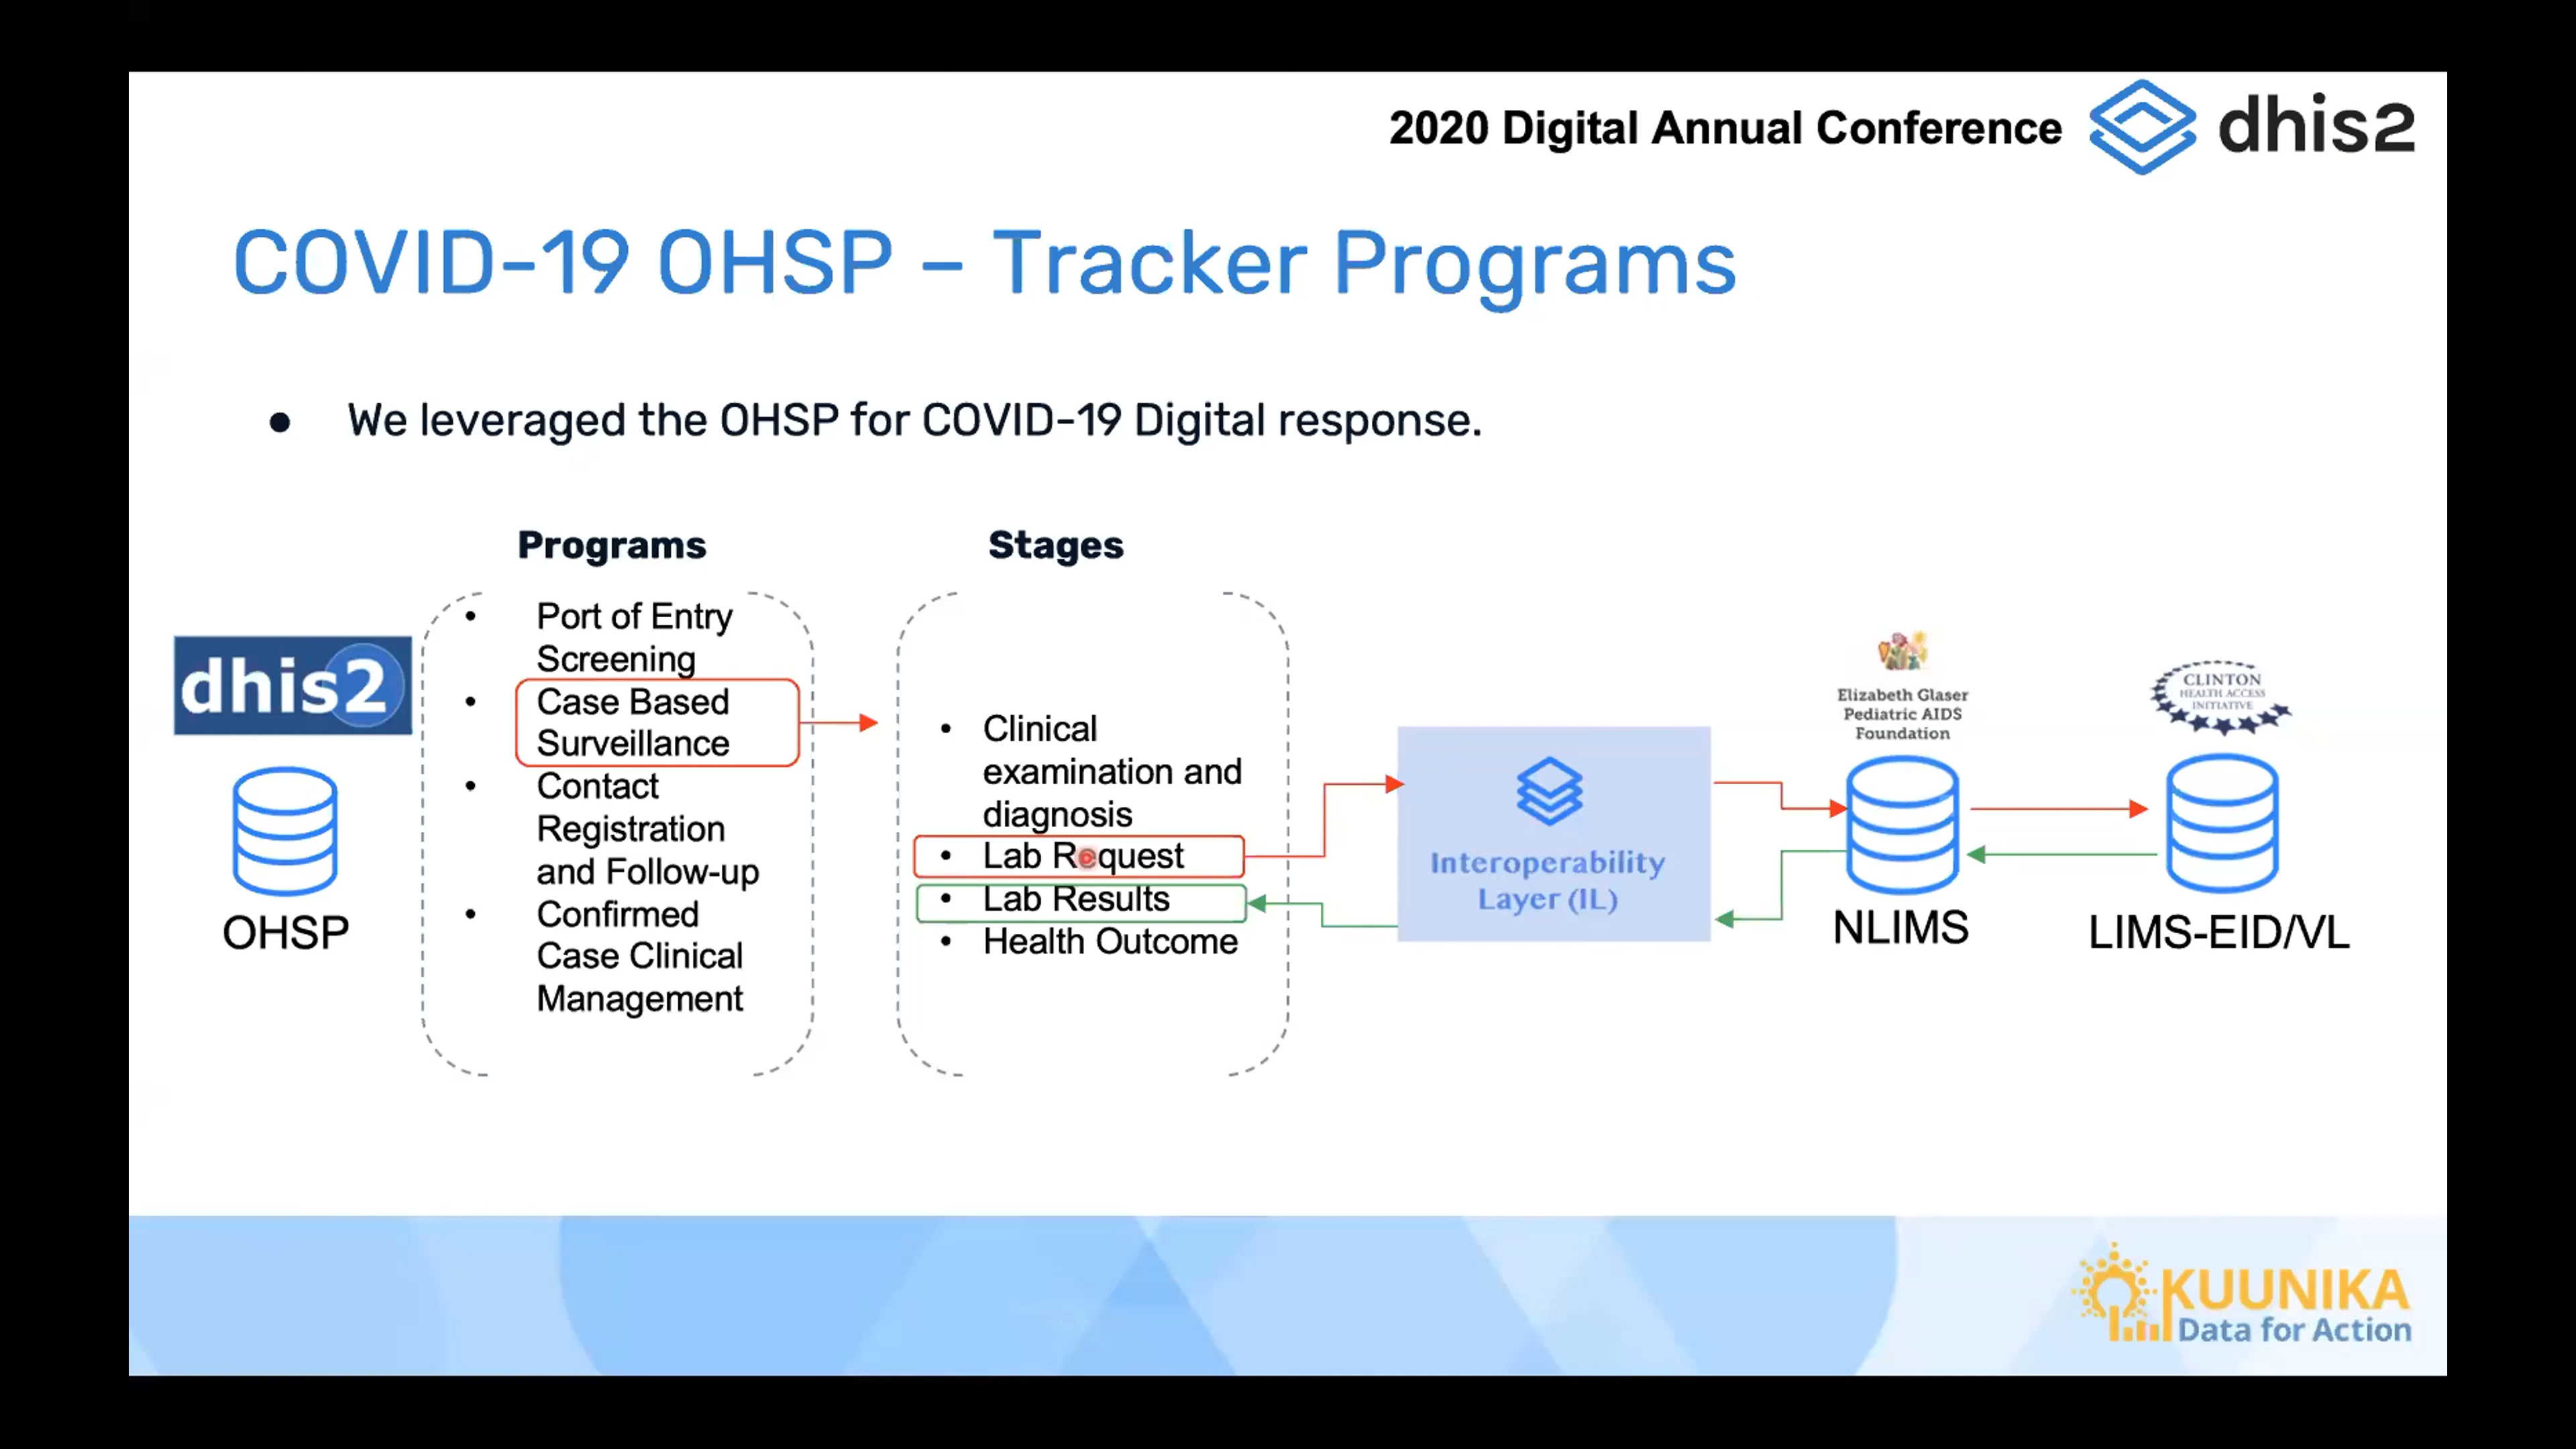 2020 Digital Annual Conference
dhis2
COVID-19 OHSP – Tracker Programs
● We leveraged the OHSP for COVID-19 Digital response.
Programs
Stages
dhis2
OHSP
• Port of Entry
Screening
• Case Based
Surveillance
• Contact
Registration
and Follow-up
• Confirmed
Case Clinical
Management
• Clinical
examination and
diagnosis
• Lab Request
• Lab Results
• Health Outcome
Interoperability
Layer (IL)
Elizabeth Glaser
Pediatric AIDS
Foundation
NLIMS
CLINTON
HEALTH ACCESS
INITIATIVE
LIMS-EID/VL
KUUNIKA
Data for Action